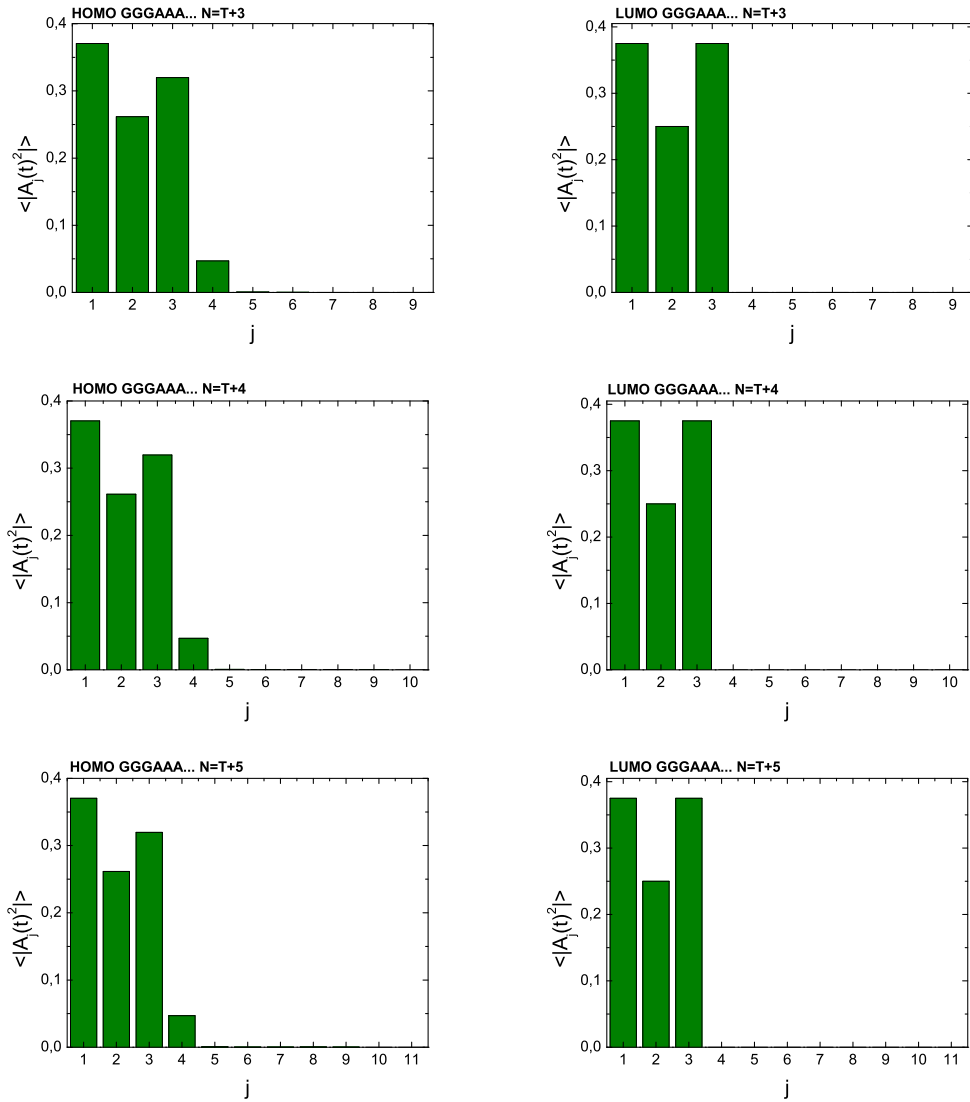 HOMO GGGAAA... N=T+3
0,4
0,3
0,2
0,1
0,0
<|A_j(t)^2|>
1 2 3 4 5 6 7 8 9
j
LUMO GGGAAA... N=T+3
0,4
0,3
0,2
0,1
0,0
<|A_j(t)^2|>
1 2 3 4 5 6 7 8 9
j
HOMO GGGAAA... N=T+4
0,4
0,3
0,2
0,1
0,0
<|A_j(t)^2|>
1 2 3 4 5 6 7 8 9 10
j
LUMO GGGAAA... N=T+4
0,4
0,3
0,2
0,1
0,0
<|A_j(t)^2|>
1 2 3 4 5 6 7 8 9 10
j
HOMO GGGAAA... N=T+5
0,4
0,3
0,2
0,1
0,0
<|A_j(t)^2|>
1 2 3 4 5 6 7 8 9 10 11
j
LUMO GGGAAA... N=T+5
0,4
0,3
0,2
0,1
0,0
<|A_j(t)^2|>
1 2 3 4 5 6 7 8 9 10 11
j